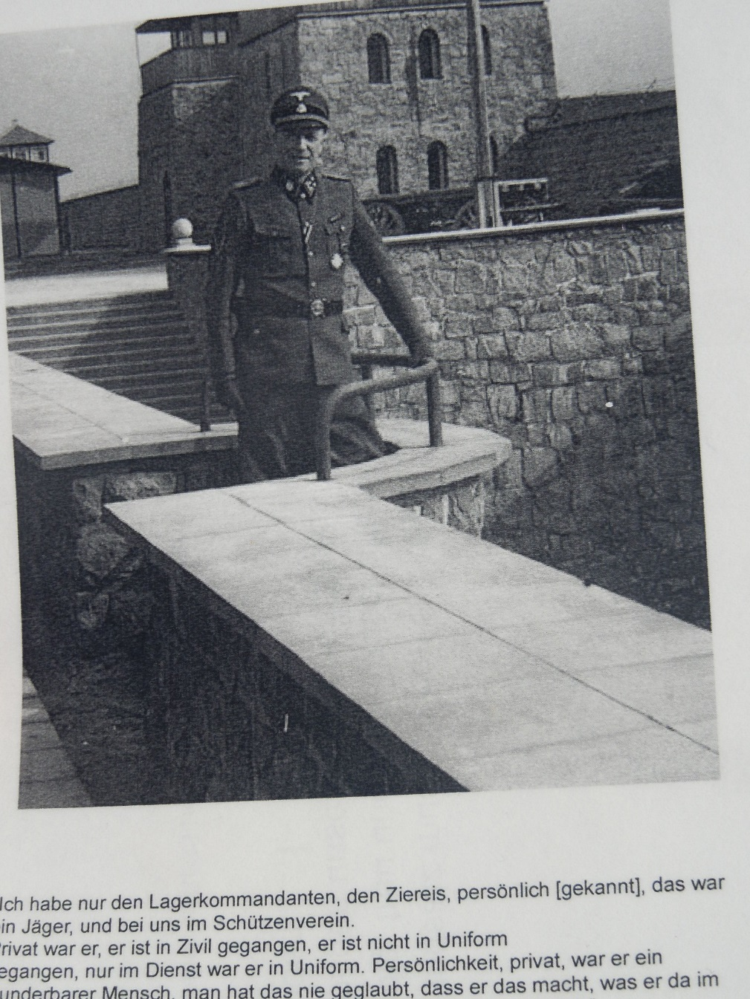 Ich habe nur den Lagerkommandanten, den Ziereis, persönlich [gekannt], das war
in Jäger, und bei uns im Schützenverein.
rivat war er, er ist in Zivil gegangen, er ist nicht in Uniform
egangen, nur im Dienst war er in Uniform. Persönlichkeit, privat, war er ein
underbarer Mensch, man hat das nie geglaubt, dass er das macht, was er da im